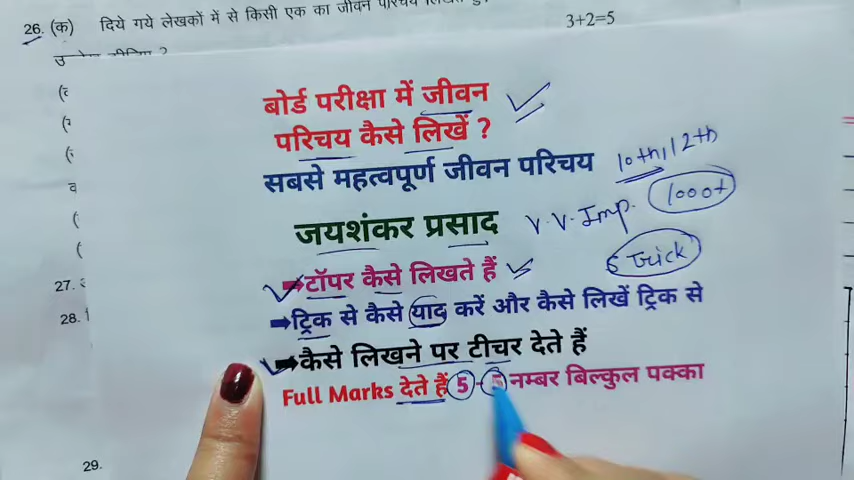 26. (क) दिये गये लेखकों में से किसी एक का जीवन परिचय
3+2=5
बोर्ड परीक्षा में जीवन
परिचय कैसे लिखें ?
सबसे महत्वपूर्ण जीवन परिचय
10th, 12th
जयशंकर प्रसाद
V.V. Imp.
1000+
Trick
➡टॉपर कैसे लिखते हैं
➡ट्रिक से कैसे याद करें और कैसे लिखें ट्रिक से
➡कैसे लिखने पर टीचर देते हैं
Full Marks देते हैं 5-5 नम्बर बिल्कुल पक्का
27.
28.
29.